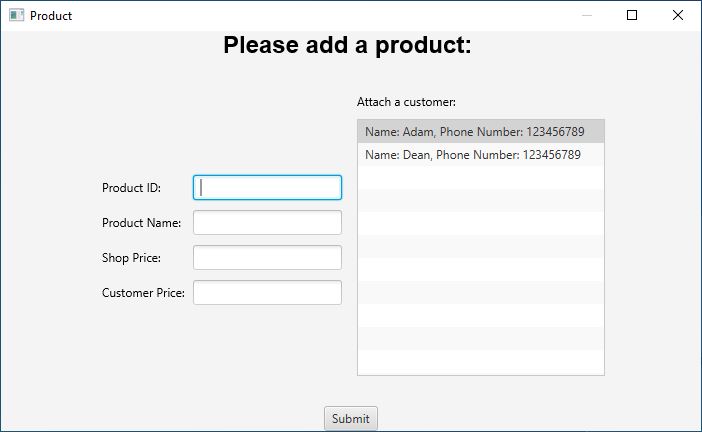 Product
Please add a product:
Attach a customer:
Name: Adam, Phone Number: 123456789
Name: Dean, Phone Number: 123456789
Product ID:
Product Name:
Shop Price:
Customer Price:
Submit